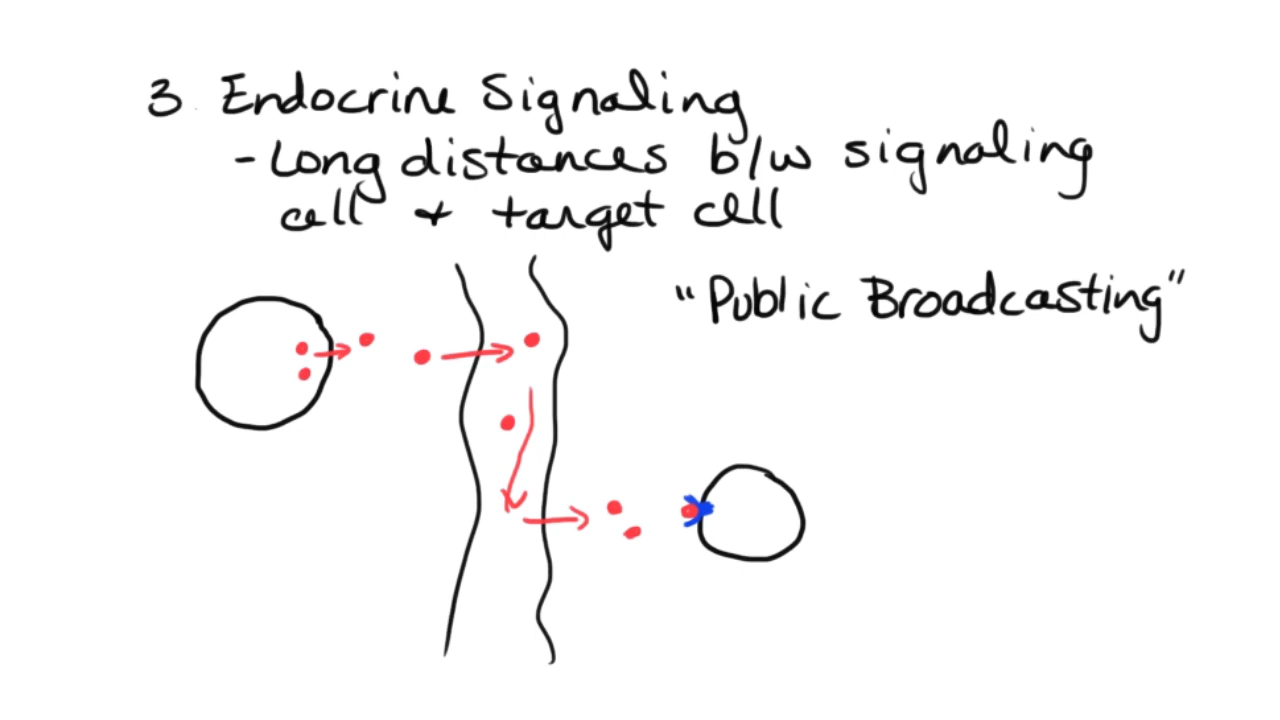 3. Endocrine Signaling
- Long distances b/w signaling
cell + target cell
"Public Broadcasting"